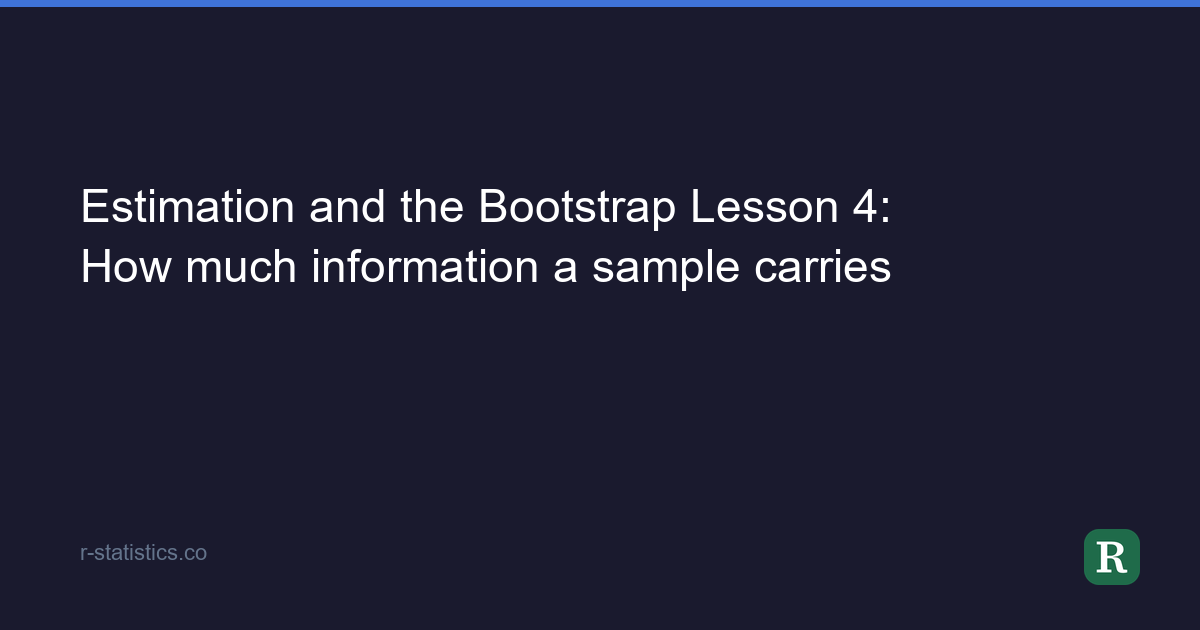 Estimation and the Bootstrap Lesson 4:
How much information a sample carries
r-statistics.co
R